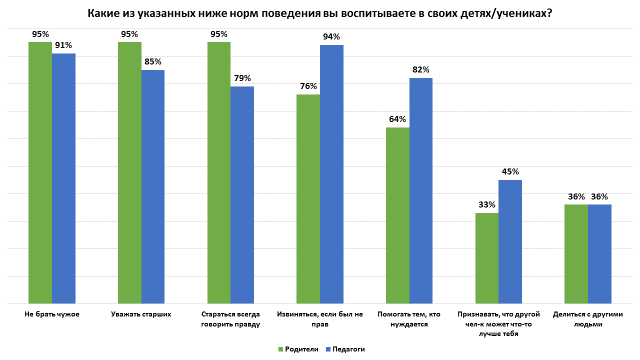 Какие из указанных ниже норм поведения вы воспитываете в своих детях/учениках?
95%
91%
95%
85%
95%
79%
76%
94%
64%
82%
33%
45%
36%
36%
Не брать чужое
Уважать старших
Стараться всегда
говорить правду
Извиняться, если был не
прав
Помогать тем, кто
нуждается
Признавать, что другой
чел-к может что-то
лучше тебя
Делиться с другими
людьми
Родители
Педагоги